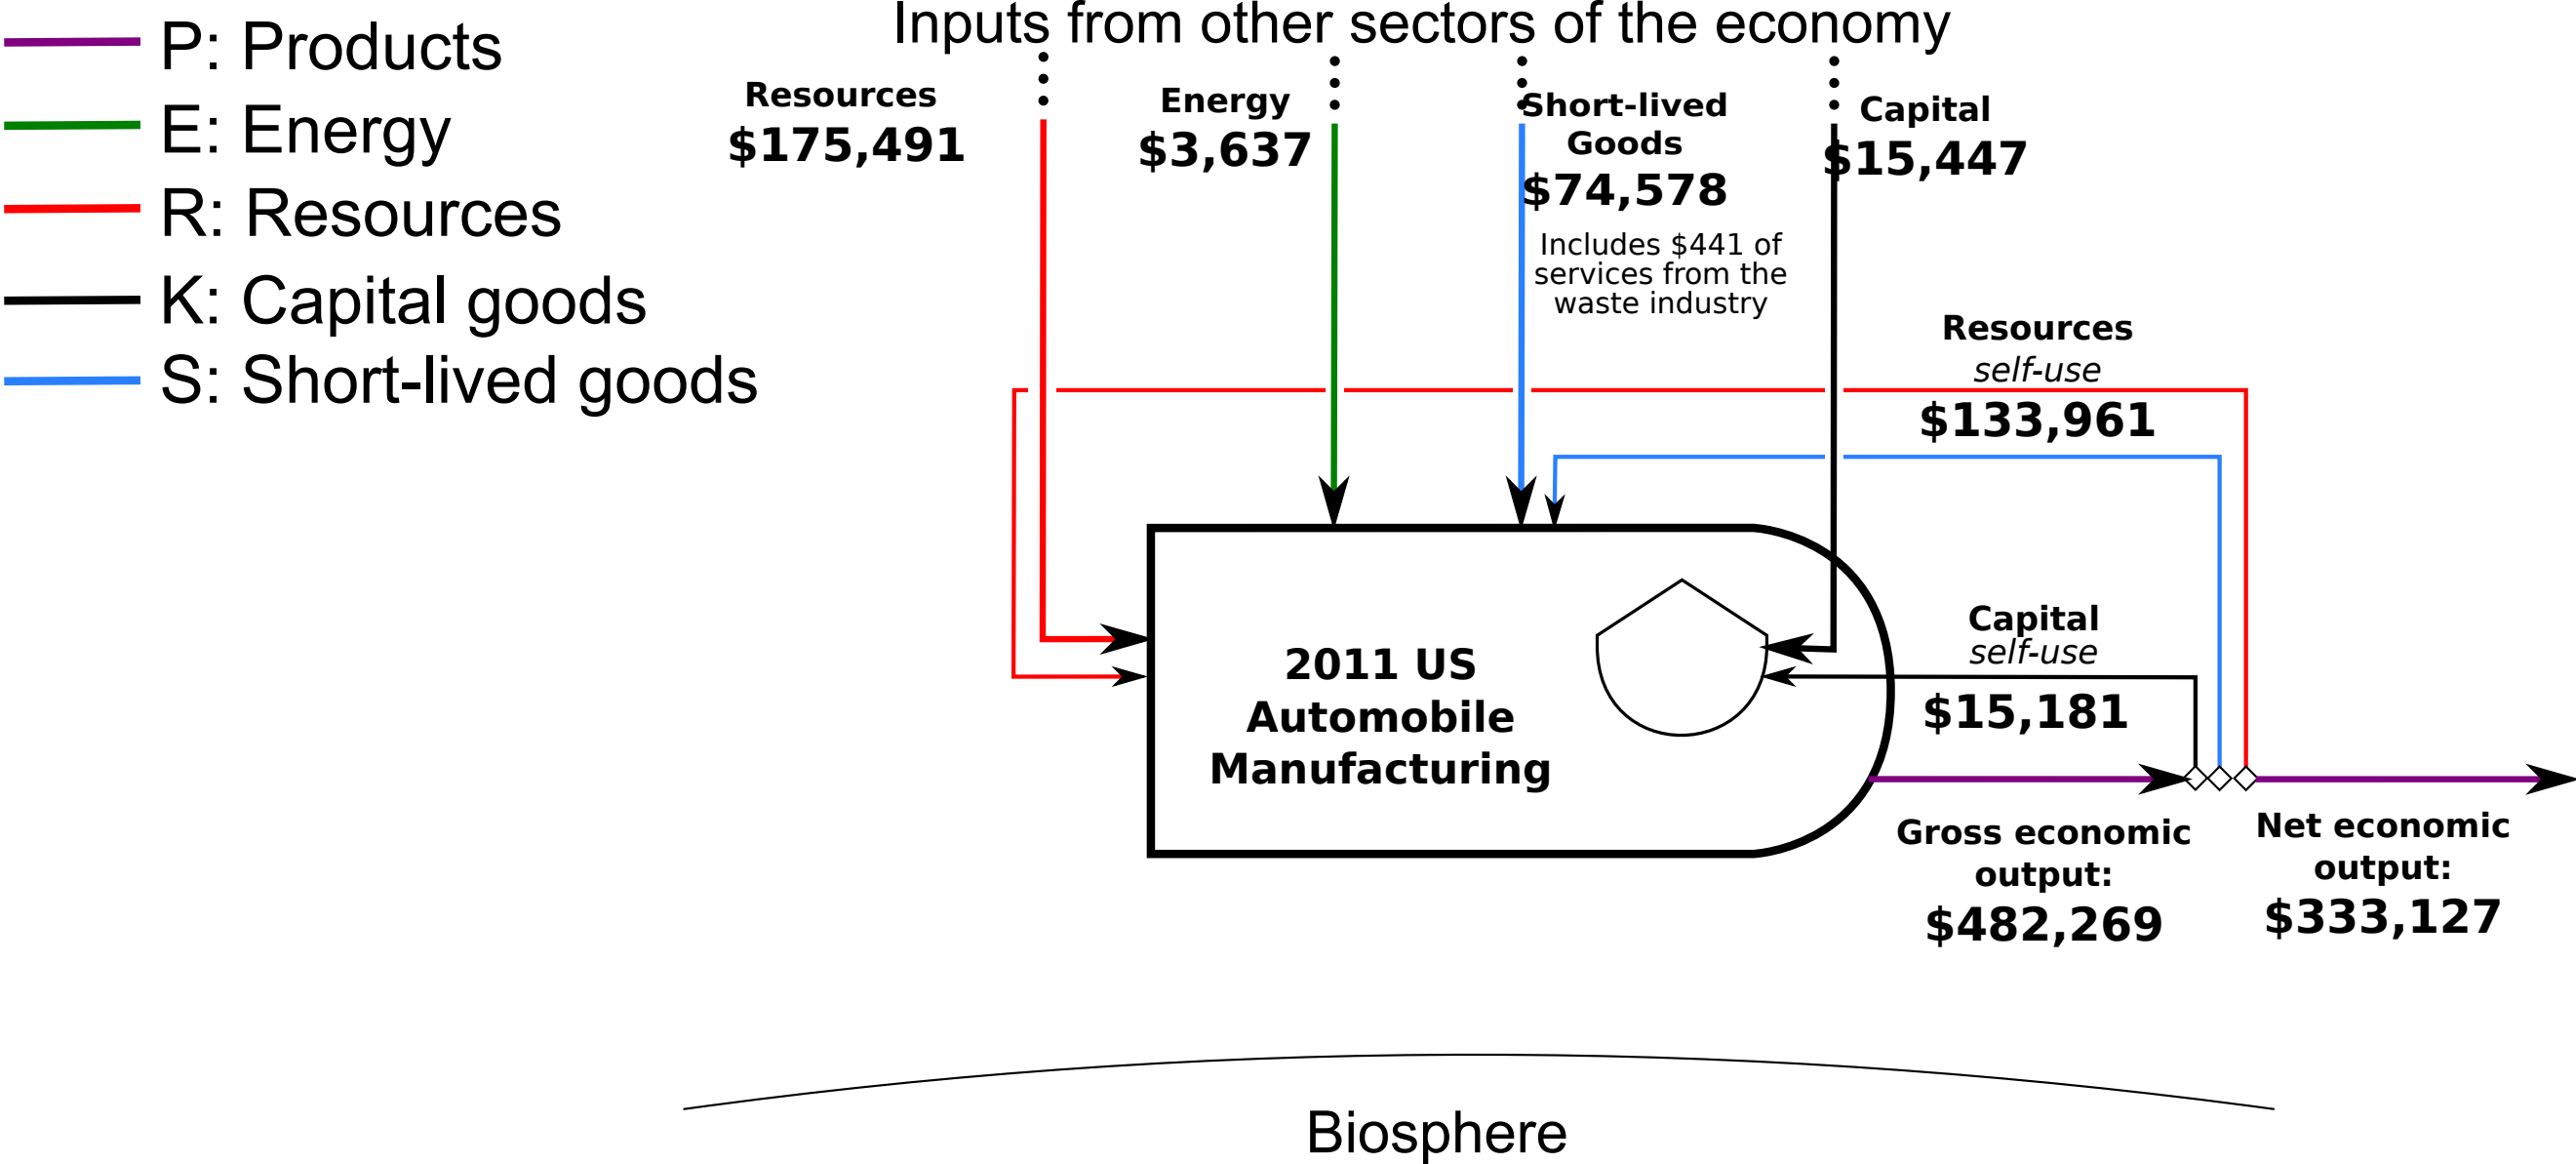 P: Products
E: Energy
R: Resources
K: Capital goods
S: Short-lived goods
Inputs from other sectors of the economy
Resources
$175,491
Energy
$3,637
Short-lived
Goods
$74,578
Includes $441 of
services from the
waste industry
Capital
$15,447
Resources
self-use
$133,961
Capital
self-use
$15,181
2011 US
Automobile
Manufacturing
Gross economic
output:
$482,269
Net economic
output:
$333,127
Biosphere